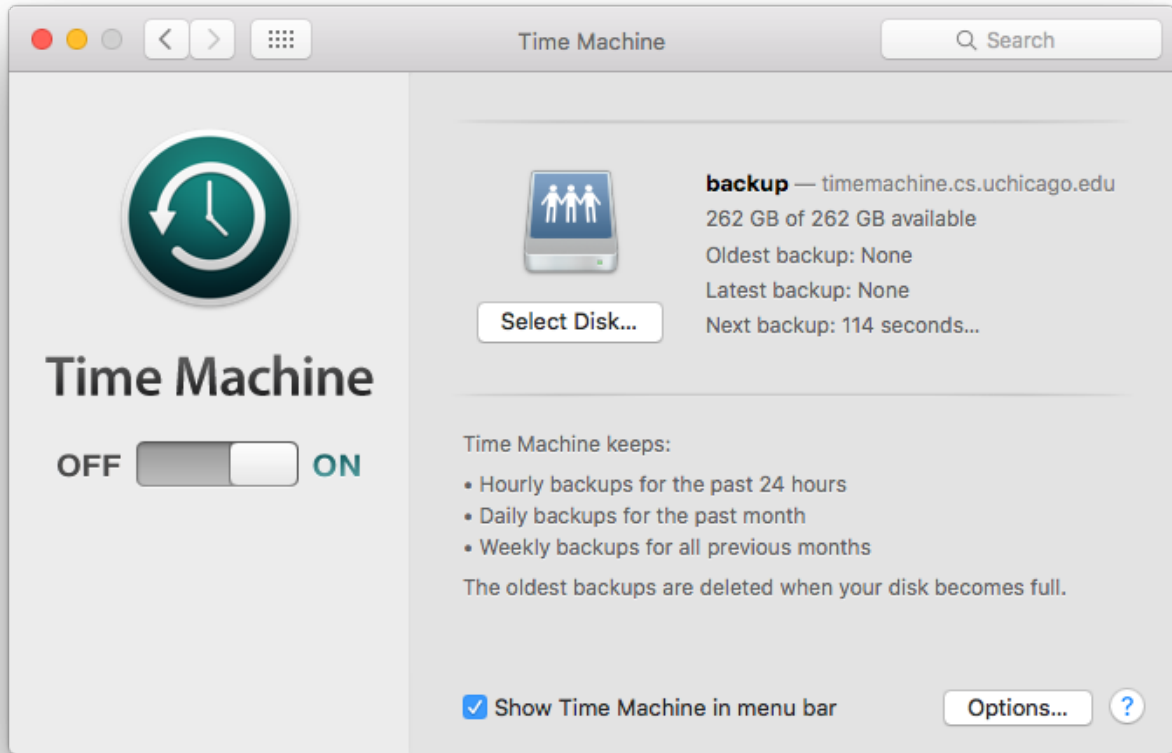 Time Machine
Search
Time Machine
OFF ON
backup — timemachine.cs.uchicago.edu
262 GB of 262 GB available
Oldest backup: None
Latest backup: None
Next backup: 114 seconds...
Select Disk...
Time Machine keeps:
• Hourly backups for the past 24 hours
• Daily backups for the past month
• Weekly backups for all previous months
The oldest backups are deleted when your disk becomes full.
Show Time Machine in menu bar
Options...
?